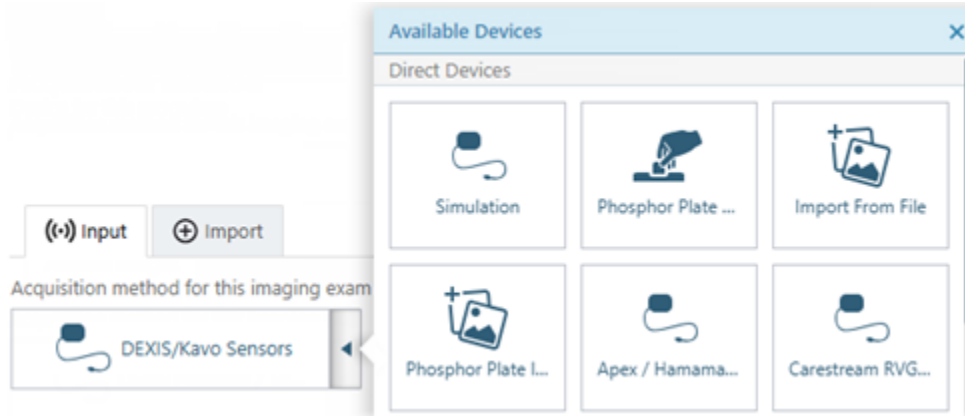 Available Devices
Direct Devices
Simulation
Phosphor Plate ...
Import From File
Input
Import
Acquisition method for this imaging exam
DEXIS/Kavo Sensors
Phosphor Plate I...
Apex / Hamama...
Carestream RVG...